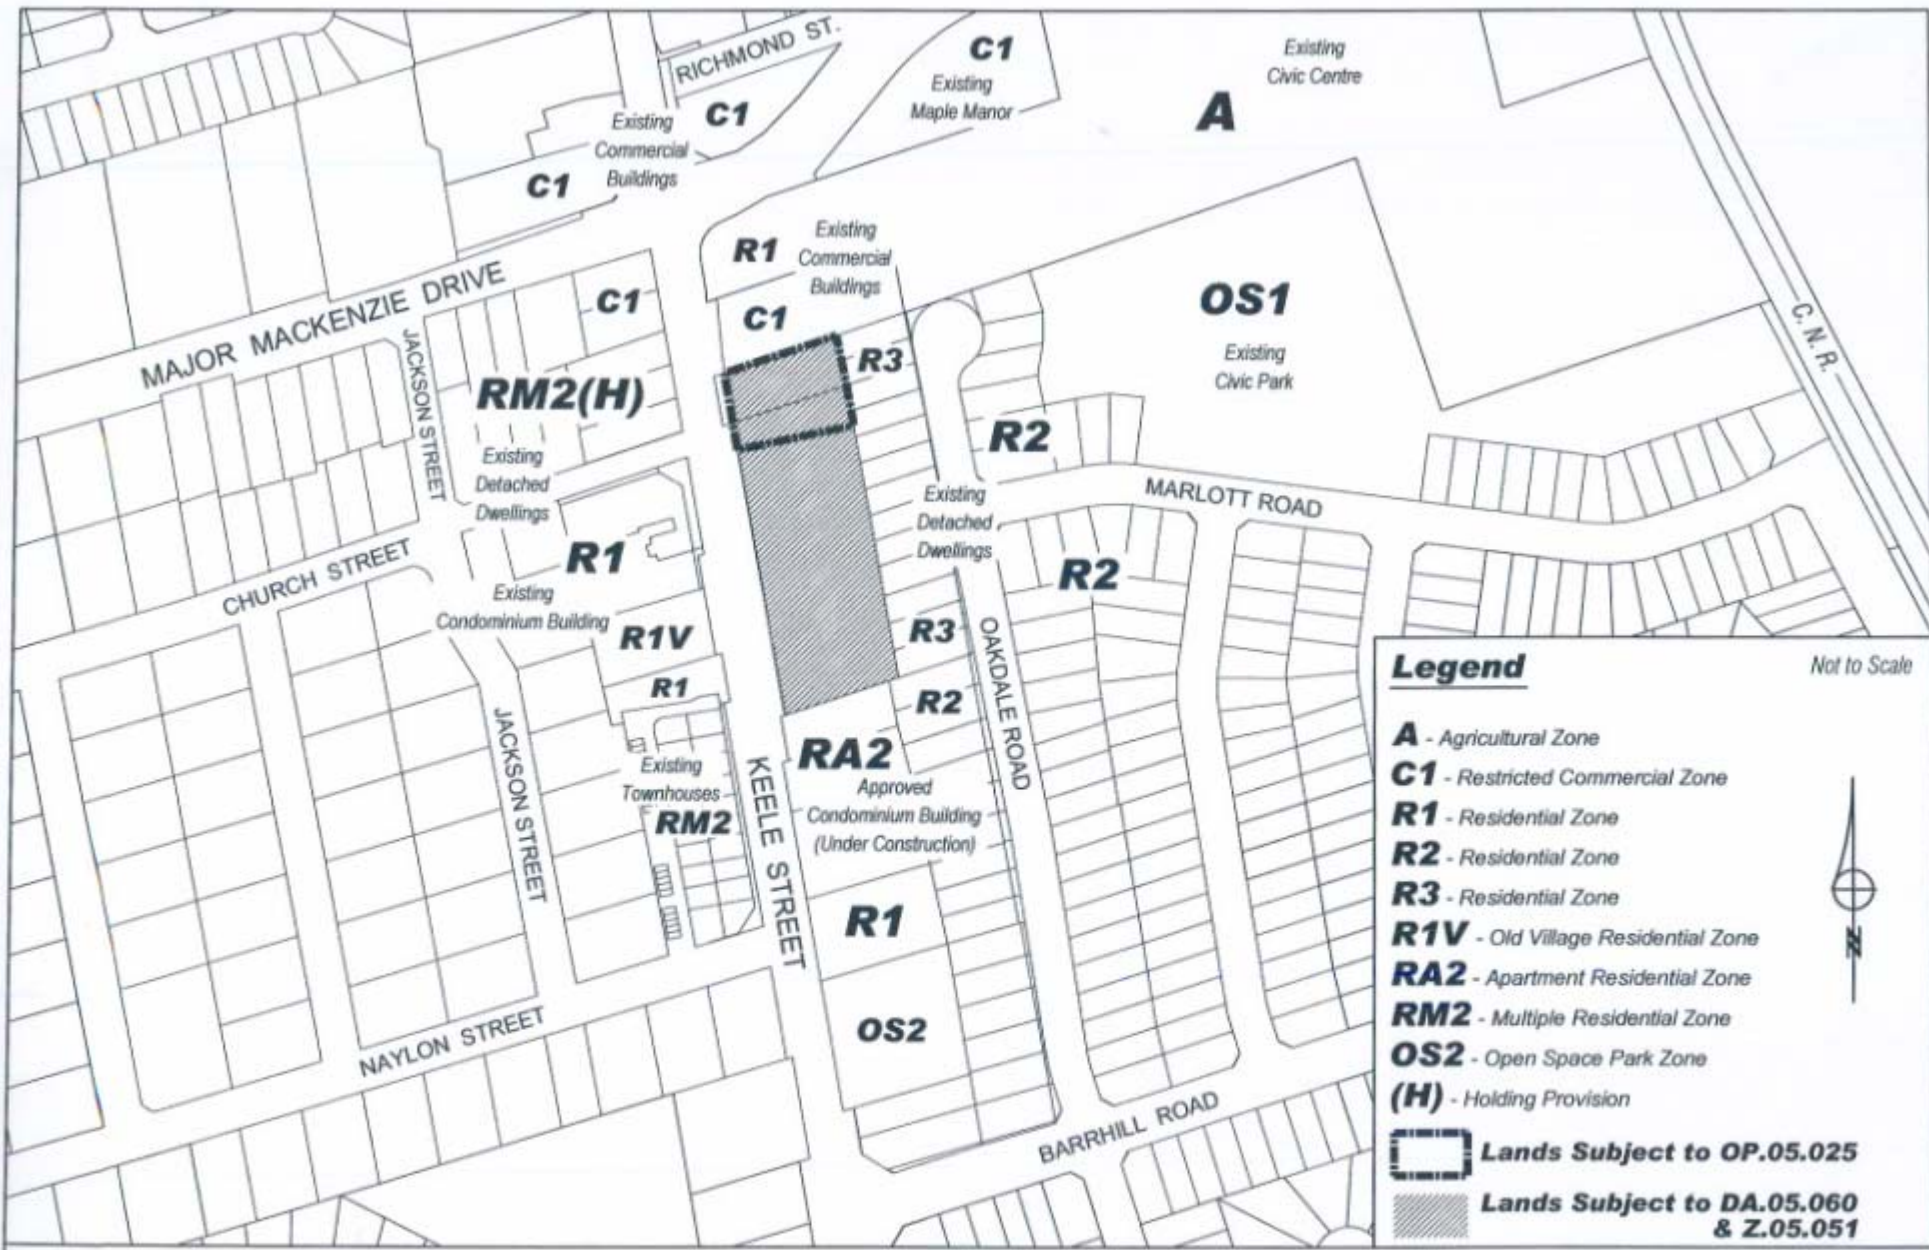 RICHMOND ST.
C1
Existing
Maple Manor
Existing
Civic Centre
A
C1
Existing
Commercial
Buildings
C1
R1
Existing
Commercial
Buildings
C1
C1
MAJOR MACKENZIE DRIVE
JACKSON STREET
RM2(H)
Existing
Detached
Dwellings
R3
OS1
Existing
Civic Park
C. N. R.
R2
MARLOTT ROAD
Existing
Detached
Dwellings
R2
CHURCH STREET
R1
Existing
Condominium Building
R1V
R1
R3
R2
OAKDALE ROAD
JACKSON STREET
Existing
Townhouses
RM2
KEELE STREET
RA2
Approved
Condominium Building
(Under Construction)
R1
OS2
NAYLON STREET
BARRHILL ROAD
Legend
Not to Scale
A - Agricultural Zone
C1 - Restricted Commercial Zone
R1 - Residential Zone
R2 - Residential Zone
R3 - Residential Zone
R1V - Old Village Residential Zone
RA2 - Apartment Residential Zone
RM2 - Multiple Residential Zone
OS2 - Open Space Park Zone
(H) - Holding Provision
N
Lands Subject to OP.05.025
Lands Subject to DA.05.060
& Z.05.051